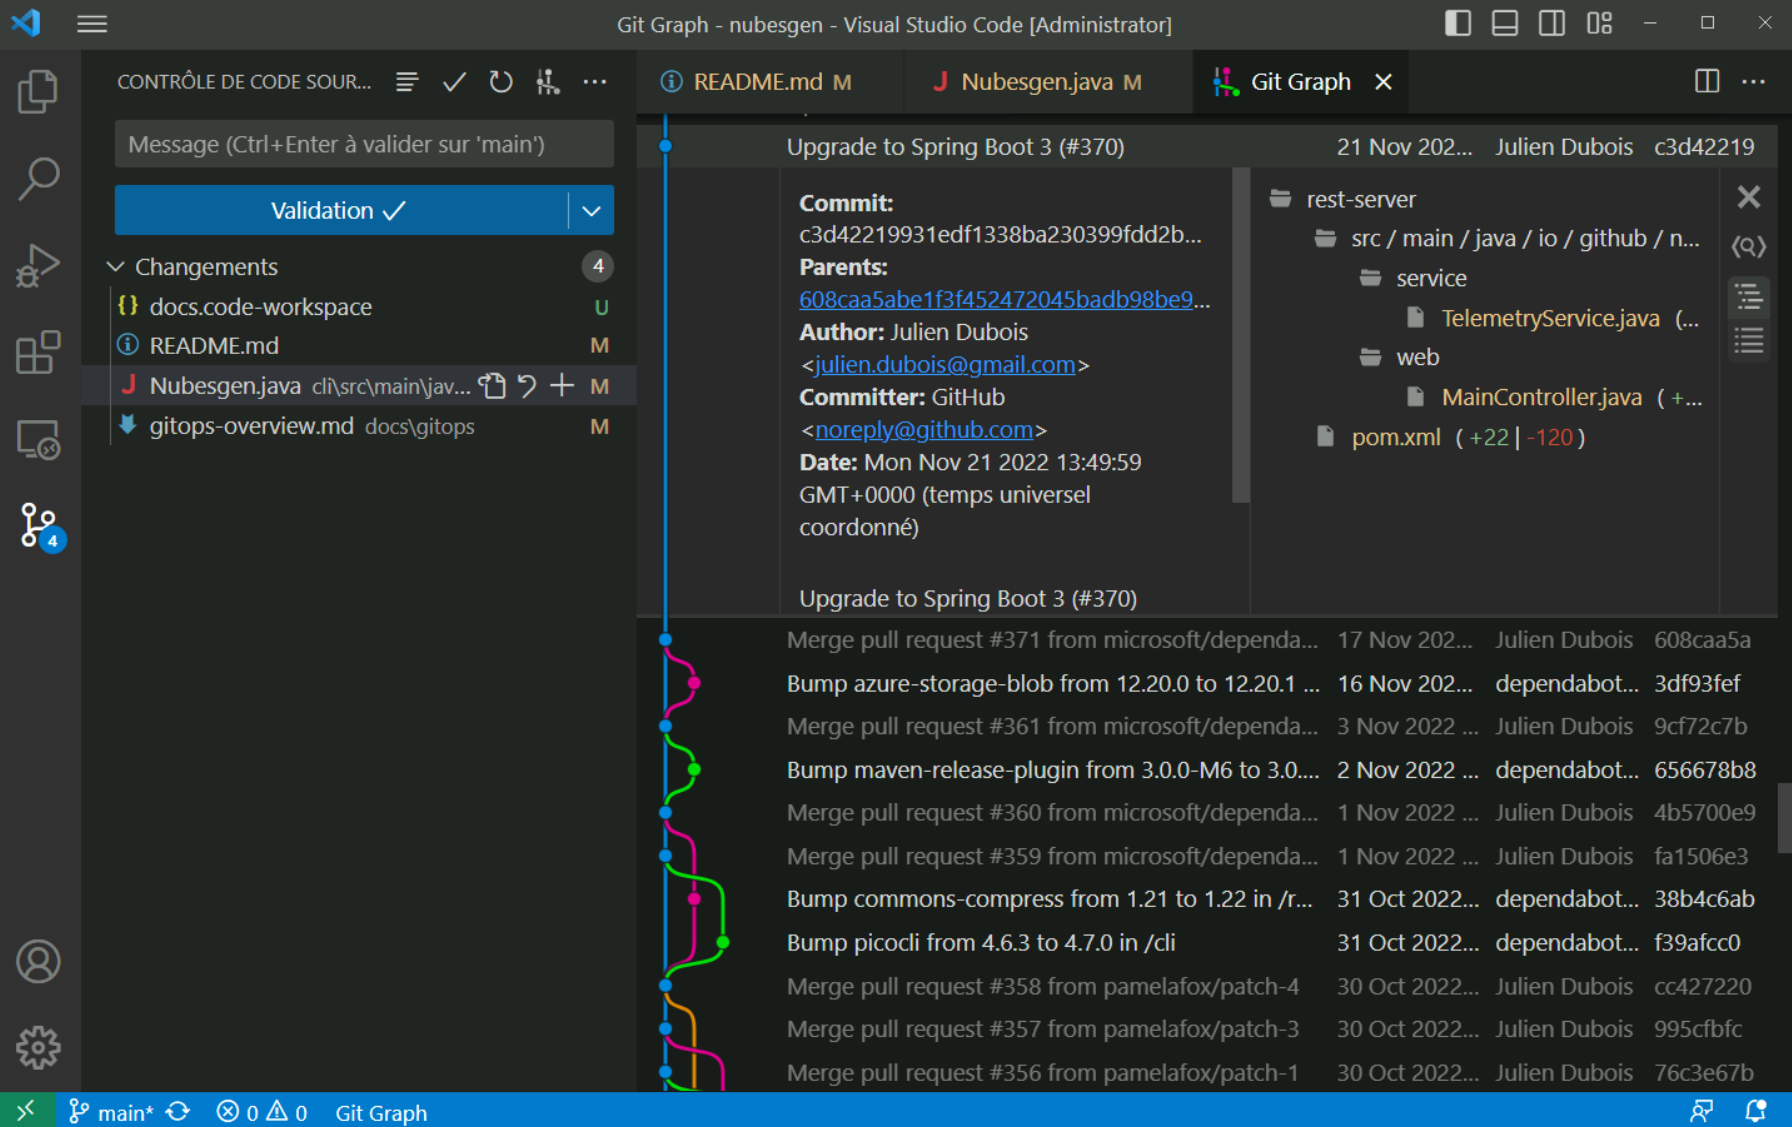 Git Graph - nubesgen - Visual Studio Code [Administrator]
CONTRÔLE DE CODE SOUR...
Message (Ctrl+Enter à valider sur 'main')
Validation
Changements 4
docs.code-workspace U
README.md M
Nubesgen.java cli\src\main\jav... M
gitops-overview.md docs\gitops M
4
README.md M
Nubesgen.java M
Git Graph
Upgrade to Spring Boot 3 (#370) 21 Nov 202... Julien Dubois c3d42219
Commit:
c3d42219931edf1338ba230399fdd2b...
Parents:
608caa5abe1f3f452472045badb98be9...
Author: Julien Dubois
<julien.dubois@gmail.com>
Committer: GitHub
<noreply@github.com>
Date: Mon Nov 21 2022 13:49:59
GMT+0000 (temps universel
coordonné)
Upgrade to Spring Boot 3 (#370)
rest-server
src / main / java / io / github / n...
service
TelemetryService.java (...
web
MainController.java ( +...
pom.xml ( +22 | -120 )
Merge pull request #371 from microsoft/dependa... 17 Nov 202... Julien Dubois 608caa5a
Bump azure-storage-blob from 12.20.0 to 12.20.1 ... 16 Nov 202... dependabot... 3df93fef
Merge pull request #361 from microsoft/dependa... 3 Nov 2022 ... Julien Dubois 9cf72c7b
Bump maven-release-plugin from 3.0.0-M6 to 3.0.... 2 Nov 2022 ... dependabot... 656678b8
Merge pull request #360 from microsoft/dependa... 1 Nov 2022 ... Julien Dubois 4b5700e9
Merge pull request #359 from microsoft/dependa... 1 Nov 2022 ... Julien Dubois fa1506e3
Bump commons-compress from 1.21 to 1.22 in /r... 31 Oct 2022... dependabot... 38b4c6ab
Bump picocli from 4.6.3 to 4.7.0 in /cli 31 Oct 2022... dependabot... f39afcc0
Merge pull request #358 from pamelafox/patch-4 30 Oct 2022... Julien Dubois cc427220
Merge pull request #357 from pamelafox/patch-3 30 Oct 2022... Julien Dubois 995cfbfc
Merge pull request #356 from pamelafox/patch-1 30 Oct 2022... Julien Dubois 76c3e67b
main* 0 0 Git Graph